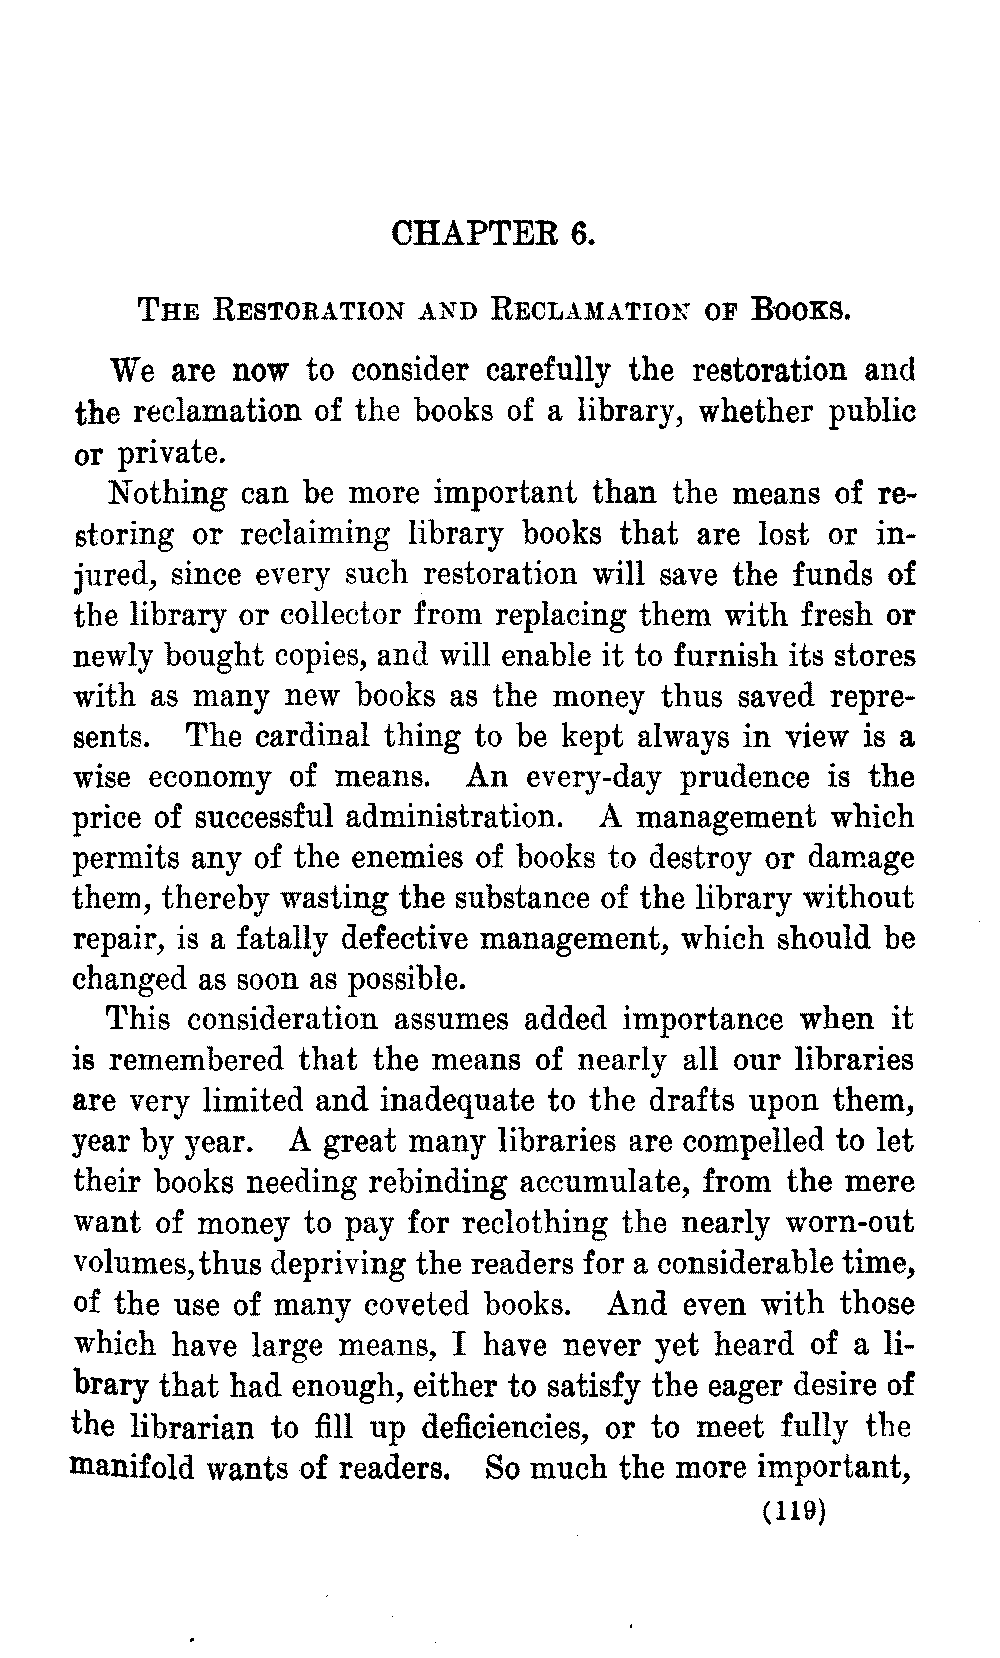 CHAPTER 6.
The Restoration and Reclamation of Books.
We are now to consider carefully the restoration and
the reclamation of the books of a library, whether public
or private.
Nothing can be more important than the means of re-
storing or reclaiming library books that are lost or in-
jured, since every such restoration will save the funds of
the library or collector from replacing them with fresh or
newly bought copies, and will enable it to furnish its stores
with as many new books as the money thus saved repre-
sents. The cardinal thing to be kept always in view is a
wise economy of means. An every-day prudence is the
price of successful administration. A management which
permits any of the enemies of books to destroy or damage
them, thereby wasting the substance of the library without
repair, is a fatally defective management, which should be
changed as soon as possible.
This consideration assumes added importance when it
is remembered that the means of nearly all our libraries
are very limited and inadequate to the drafts upon them,
year by year. A great many libraries are compelled to let
their books needing rebinding accumulate, from the mere
want of money to pay for reclothing the nearly worn-out
volumes, thus depriving the readers for a considerable time,
of the use of many coveted books. And even with those
which have large means, I have never yet heard of a li-
brary that had enough, either to satisfy the eager desire of
the librarian to fill up deficiencies, or to meet fully the
manifold wants of readers. So much the more important,
(119)